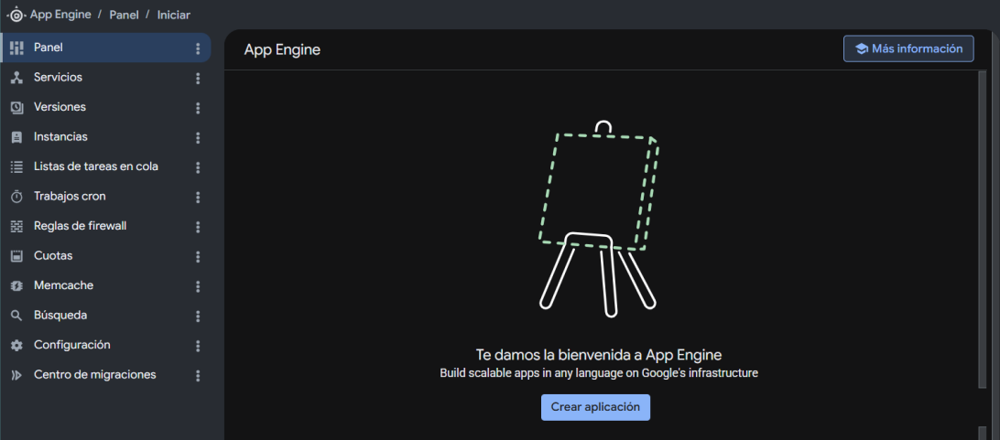 App Engine / Panel / Iniciar
Panel
Servicios
Versiones
Instancias
Listas de tareas en cola
Trabajos cron
Reglas de firewall
Cuotas
Memcache
Búsqueda
Configuración
Centro de migraciones
App Engine
Más información
Te damos la bienvenida a App Engine
Build scalable apps in any language on Google's infrastructure
Crear aplicación